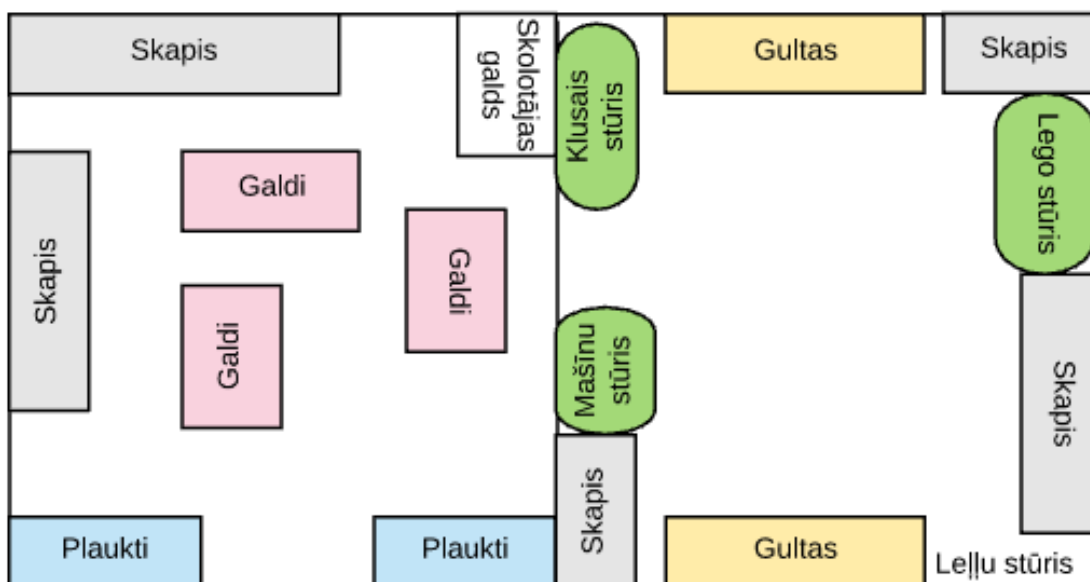 Skapis
Skolotājas
galds
Klusais
stūris
Gultas
Skapis
Lego stūris
Galdi
Galdi
Skapis
Galdi
Mašīnu
stūris
Skapis
Plaukti
Plaukti
Skapis
Gultas
Leļļu stūris